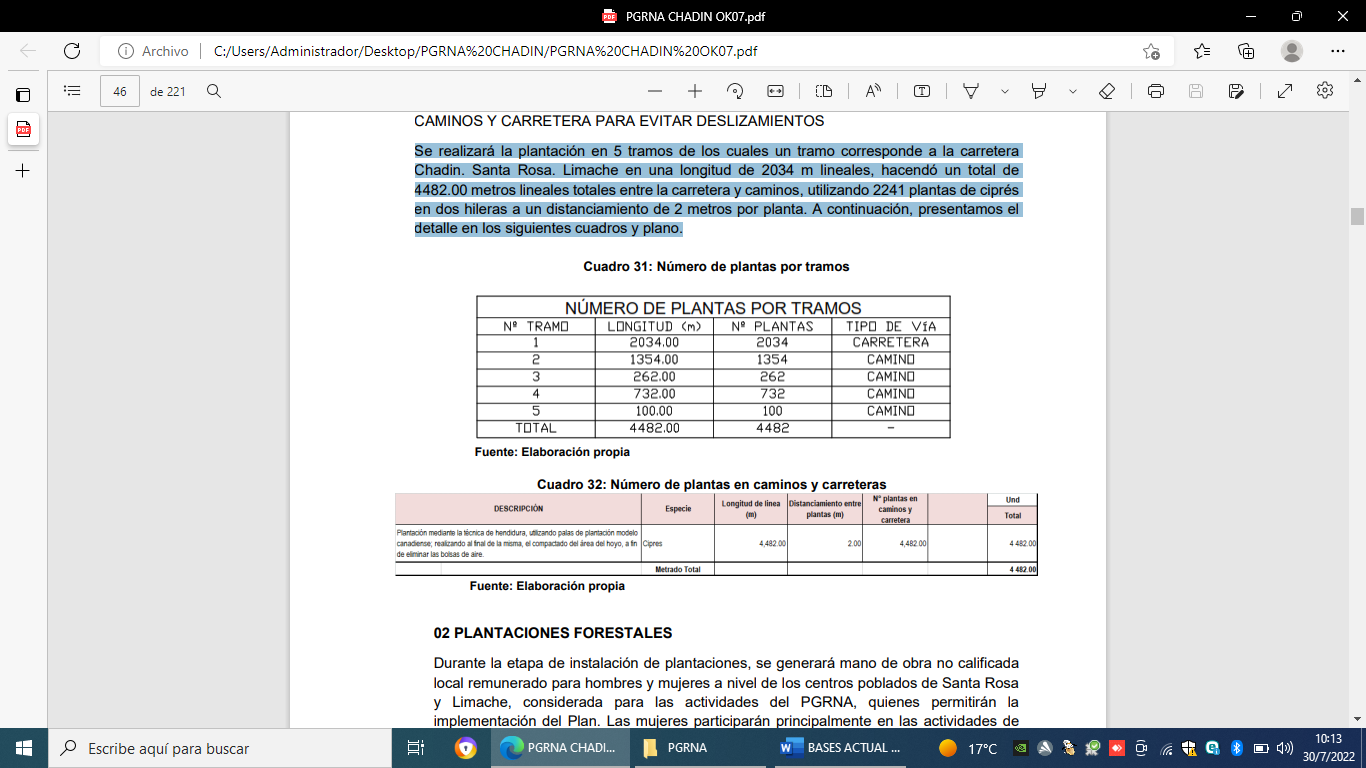 PGRNA CHADIN OK07.pdf
Archivo | C:/Users/Administrador/Desktop/PGRNA%20CHADIN/PGRNA%20CHADIN%20OK07.pdf
46 de 221
CAMINOS Y CARRETERA PARA EVITAR DESLIZAMIENTOS
Se realizará la plantación en 5 tramos de los cuales un tramo corresponde a la carretera
Chadin. Santa Rosa. Limache en una longitud de 2034 m lineales, hacendó un total de
4482.00 metros lineales totales entre la carretera y caminos, utilizando 2241 plantas de ciprés
en dos hileras a un distanciamiento de 2 metros por planta. A continuación, presentamos el
detalle en los siguientes cuadros y plano.
Cuadro 31: Número de plantas por tramos
NÚMERO DE PLANTAS POR TRAMOS
Nº TRAMO LONGITUD (m) Nº PLANTAS TIPO DE VíA
1 2034.00 2034 CARRETERA
2 1354.00 1354 CAMINO
3 262.00 262 CAMINO
4 732.00 732 CAMINO
5 100.00 100 CAMINO
TOTAL 4482.00 4482 -
Fuente: Elaboración propia
Cuadro 32: Número de plantas en caminos y carreteras
DESCRIPCIÓN Especie Longitud de linea (m) Distanciamiento entre plantas (m) Nº plantas en caminos y carretera Und Total
Plantación mediante la técnica de hendidura, utilizando palas de plantación modelo
canadiense; realizando al final de la misma, el compactado del área del hoyo, a fin Cipres 4,482.00 2.00 4,482.00 4 482.00
de eliminar las bolsas de aire.
Metrado Total 4 482.00
Fuente: Elaboración propia
02 PLANTACIONES FORESTALES
Durante la etapa de instalación de plantaciones, se generará mano de obra no calificada
local remunerado para hombres y mujeres a nivel de los centros poblados de Santa Rosa
y Limache, considerada para las actividades del PGRNA, quienes permitirán la
implementación del Plan. Las mujeres participarán principalmente en las actividades de
Escribe aquí para buscar PGRNA CHADI... PGRNA BASES ACTUAL ... 17°C 10:13
30/7/2022